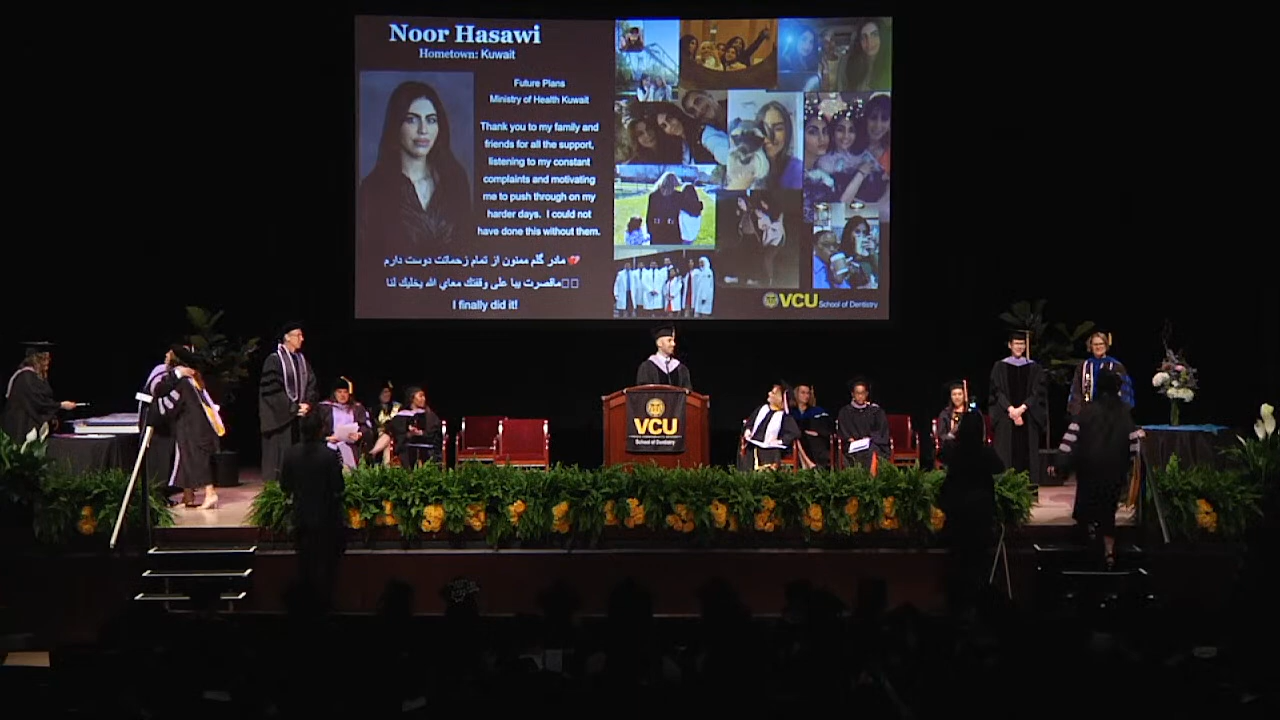 Noor Hasawi
Hometown: Kuwait
Future Plans
Ministry of Health Kuwait
Thank you to my family and
friends for all the support,
listening to my constant
complaints and motivating
me to push through on my
harder days. I could not
have done this without them.
مادر گلم ممنون از تمام زحماتت دوست دارم
ماقصرت بيا على وقفتك معاي الله يخليك لنا
I finally did it!
VCU School of Dentistry
VCU
School of Dentistry